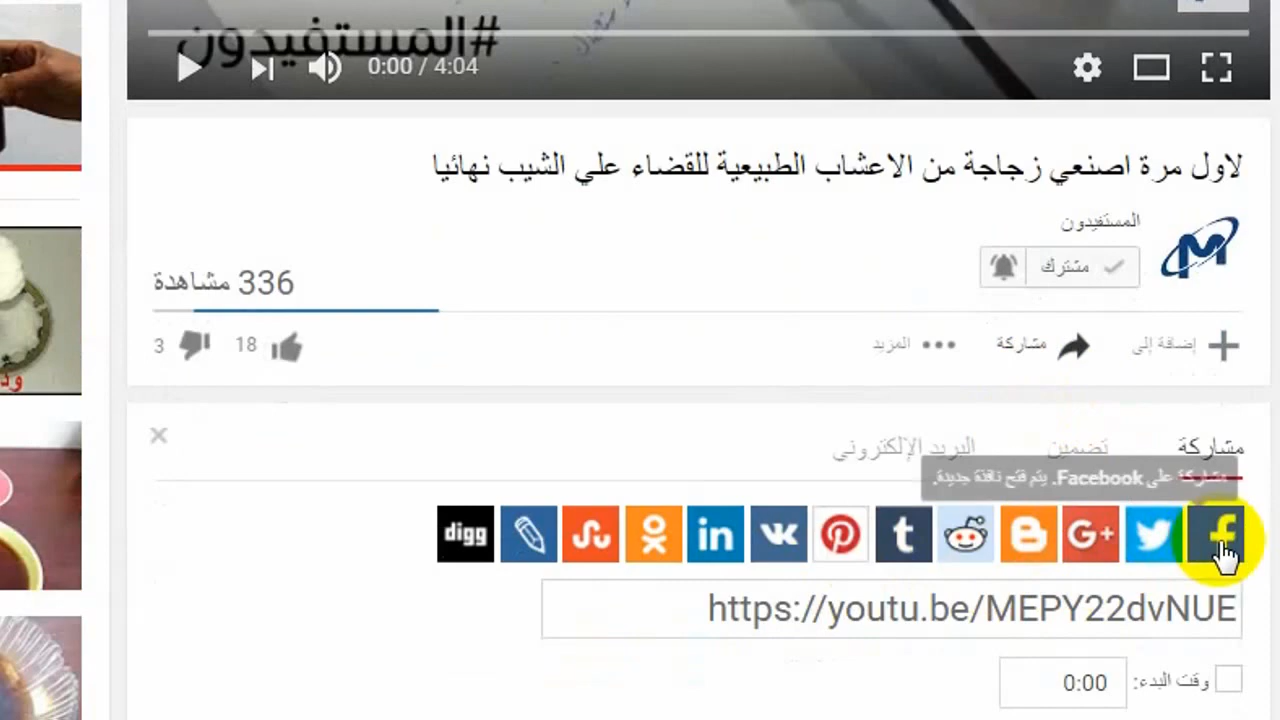 #المستفيدون
0:00 / 4:04
لاول مرة اصنعي زجاجة من الاعشاب الطبيعية للقضاء علي الشيب نهائيا
المستفيدون
مشترك
336 مشاهدة
إضافة إلى
مشاركة
المزيد
18
3
مشاركة
تضمين
البريد الإلكتروني
مشاركة على Facebook. يتم فتح نافذة جديدة.
digg
https://youtu.be/MEPY22dvNUE
وقت البدء:
0:00